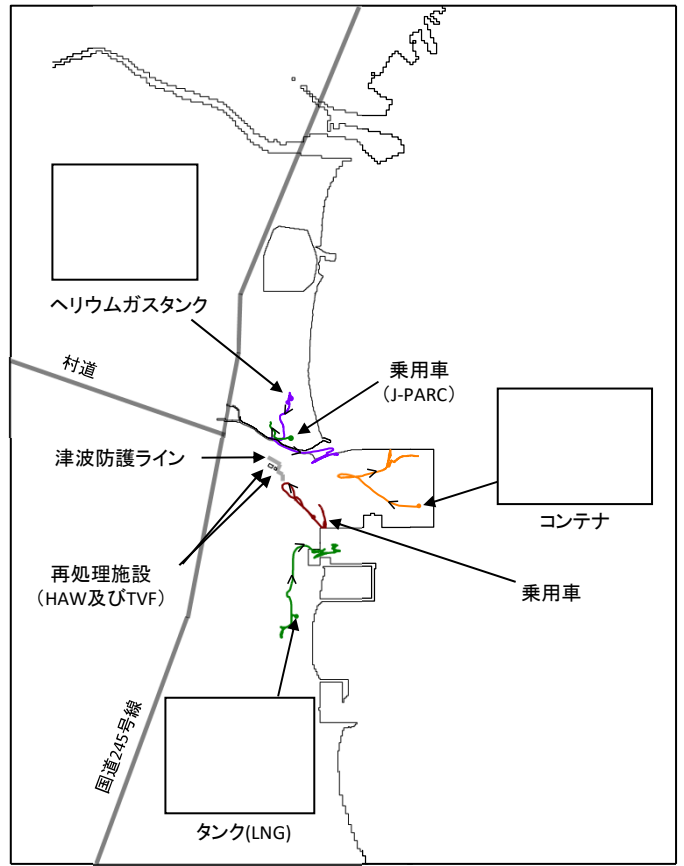 ヘリウムガスタンク
村道
乗用車
（J-PARC）
津波防護ライン
コンテナ
再処理施設
（HAW及びTVF）
乗用車
国道245号線
タンク(LNG)